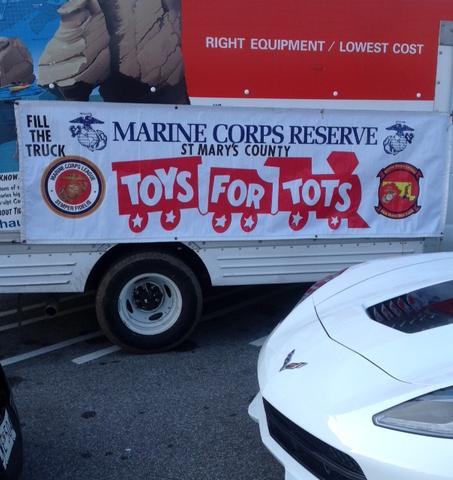 RIGHT EQUIPMENT / LOWEST COST
FILL
THE
TRUCK
MARINE CORPS RESERVE
ST MARY'S COUNTY
TOYS FOR TOTS
MARINE CORPS LEAGUE
SEMPER FIDELIS
KNOW